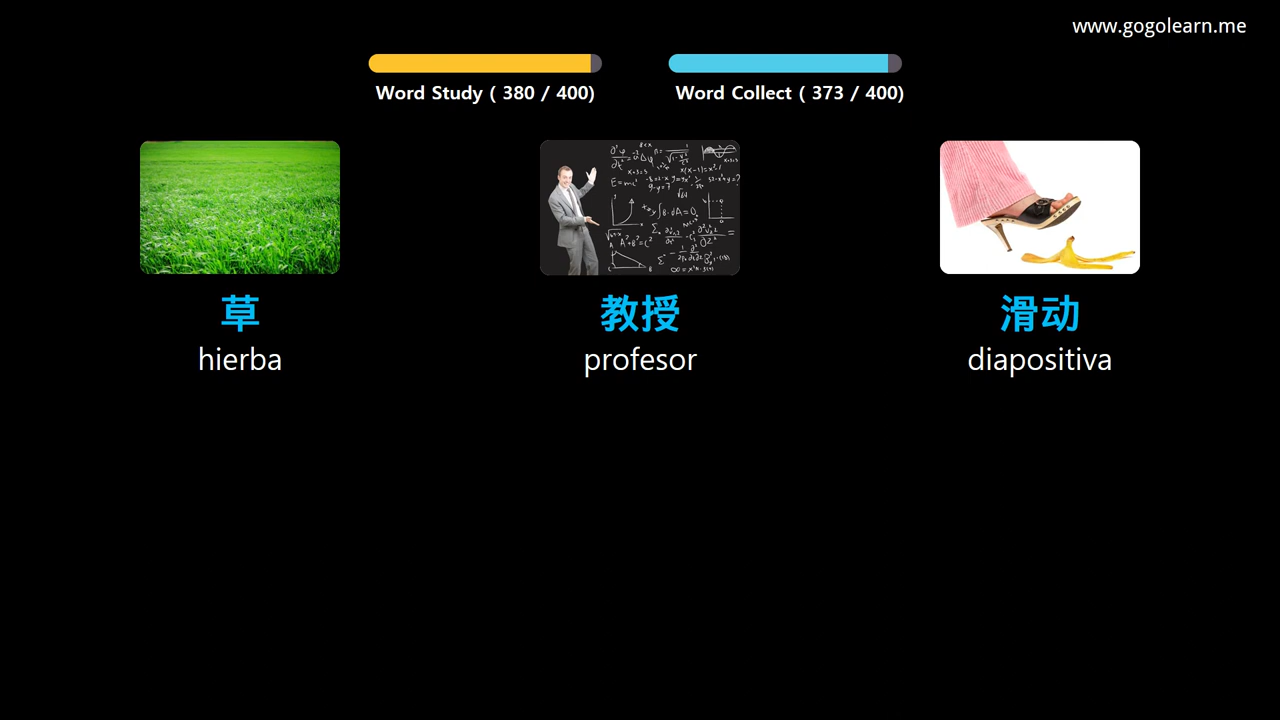 www.gogolearn.me
Word Study ( 380 / 400)
Word Collect ( 373 / 400)
草
hierba
教授
profesor
滑动
diapositiva